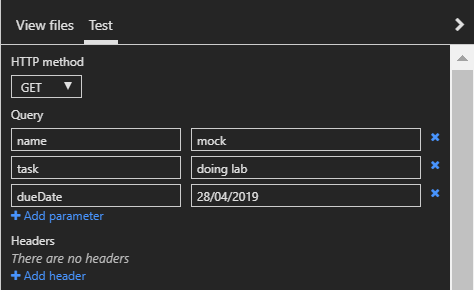 View files Test
HTTP method
GET
Query
name mock
task doing lab
dueDate 28/04/2019
Add parameter
Headers
There are no headers
Add header